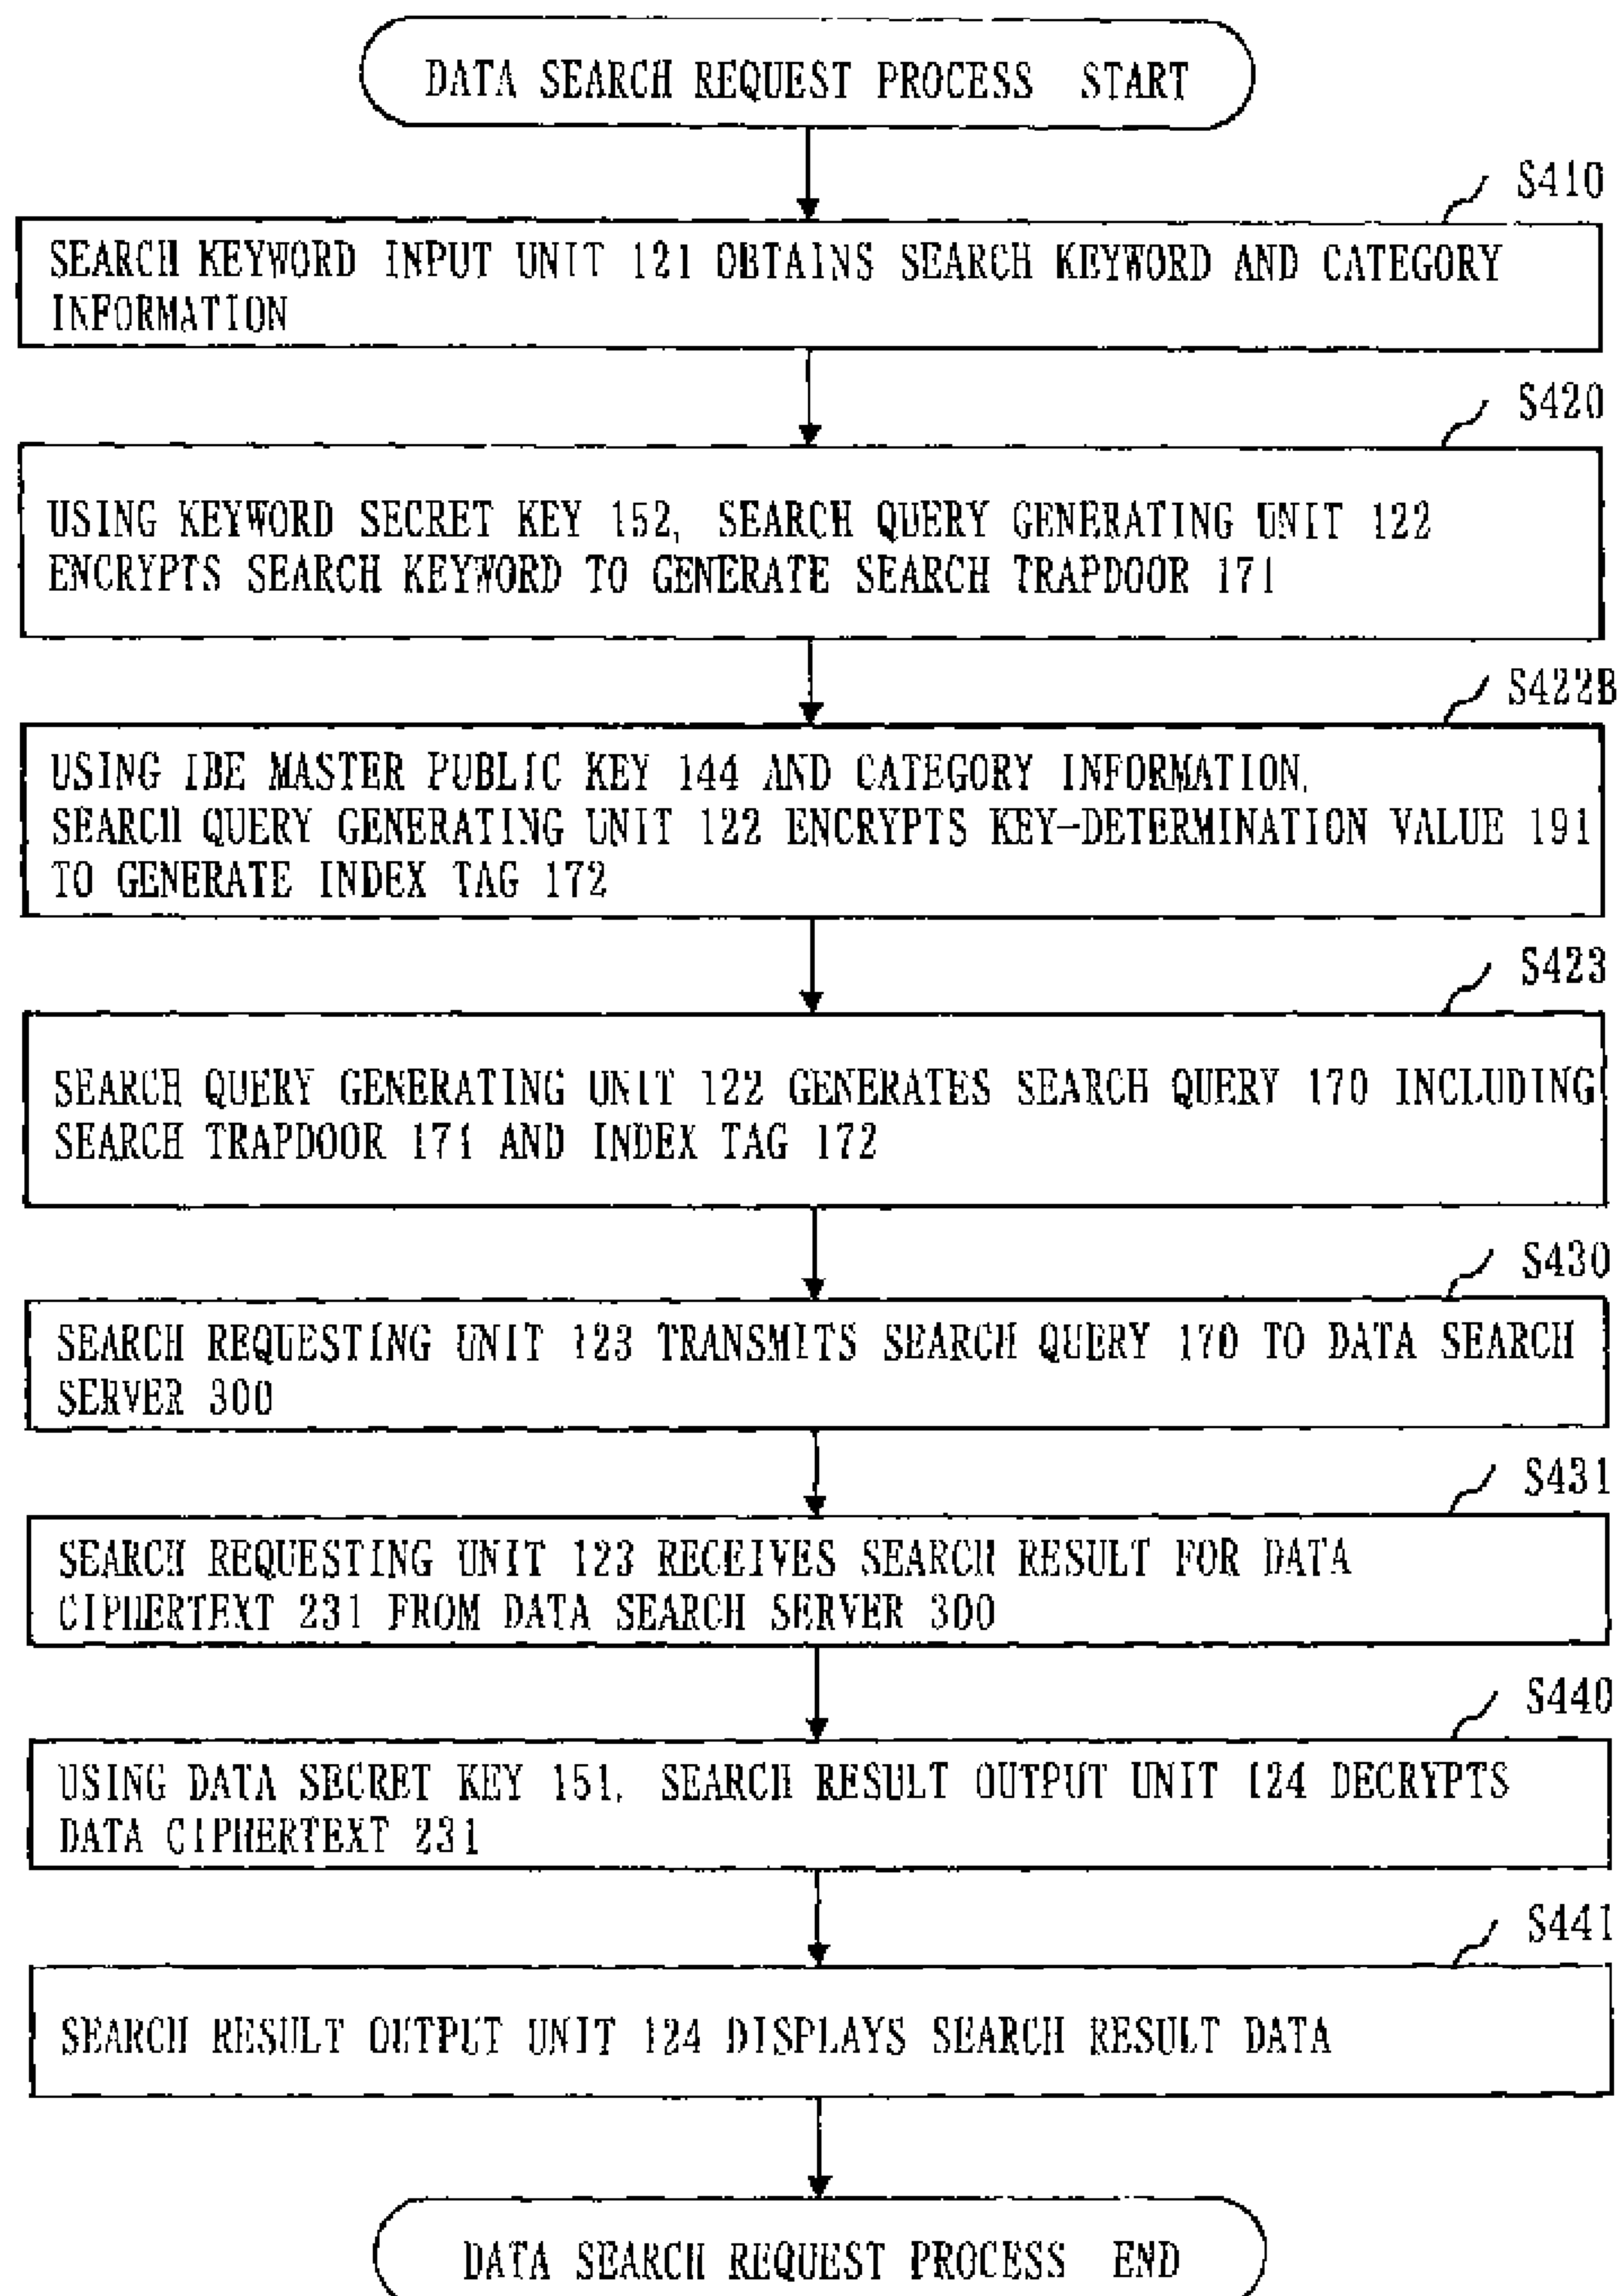 DATA SEARCH REQUEST PROCESS START
S410
SEARCH KEYWORD INPUT UNIT 121 OBTAINS SEARCH KEYWORD AND CATEGORY
INFORMATION
S420
USING KEYWORD SECRET KEY 152, SEARCH QUERY GENERATING UNIT 122
ENCRYPTS SEARCH KEYWORD TO GENERATE SEARCH TRAPDOOR 171
S422B
USING IBE MASTER PUBLIC KEY 144 AND CATEGORY INFORMATION,
SEARCH QUERY GENERATING UNIT 122 ENCRYPTS KEY-DETERMINATION VALUE 191
TO GENERATE INDEX TAG 172
S423
SEARCH QUERY GENERATING UNIT 122 GENERATES SEARCH QUERY 170 INCLUDING
SEARCH TRAPDOOR 171 AND INDEX TAG 172
S430
SEARCH REQUESTING UNIT 123 TRANSMITS SEARCH QUERY 170 TO DATA SEARCH
SERVER 300
S431
SEARCH REQUESTING UNIT 123 RECEIVES SEARCH RESULT FOR DATA
CIPHERTEXT 231 FROM DATA SEARCH SERVER 300
S440
USING DATA SECRET KEY 151, SEARCH RESULT OUTPUT UNIT 124 DECRYPTS
DATA CIPHERTEXT 231
S441
SEARCH RESULT OUTPUT UNIT 124 DISPLAYS SEARCH RESULT DATA
DATA SEARCH REQUEST PROCESS END